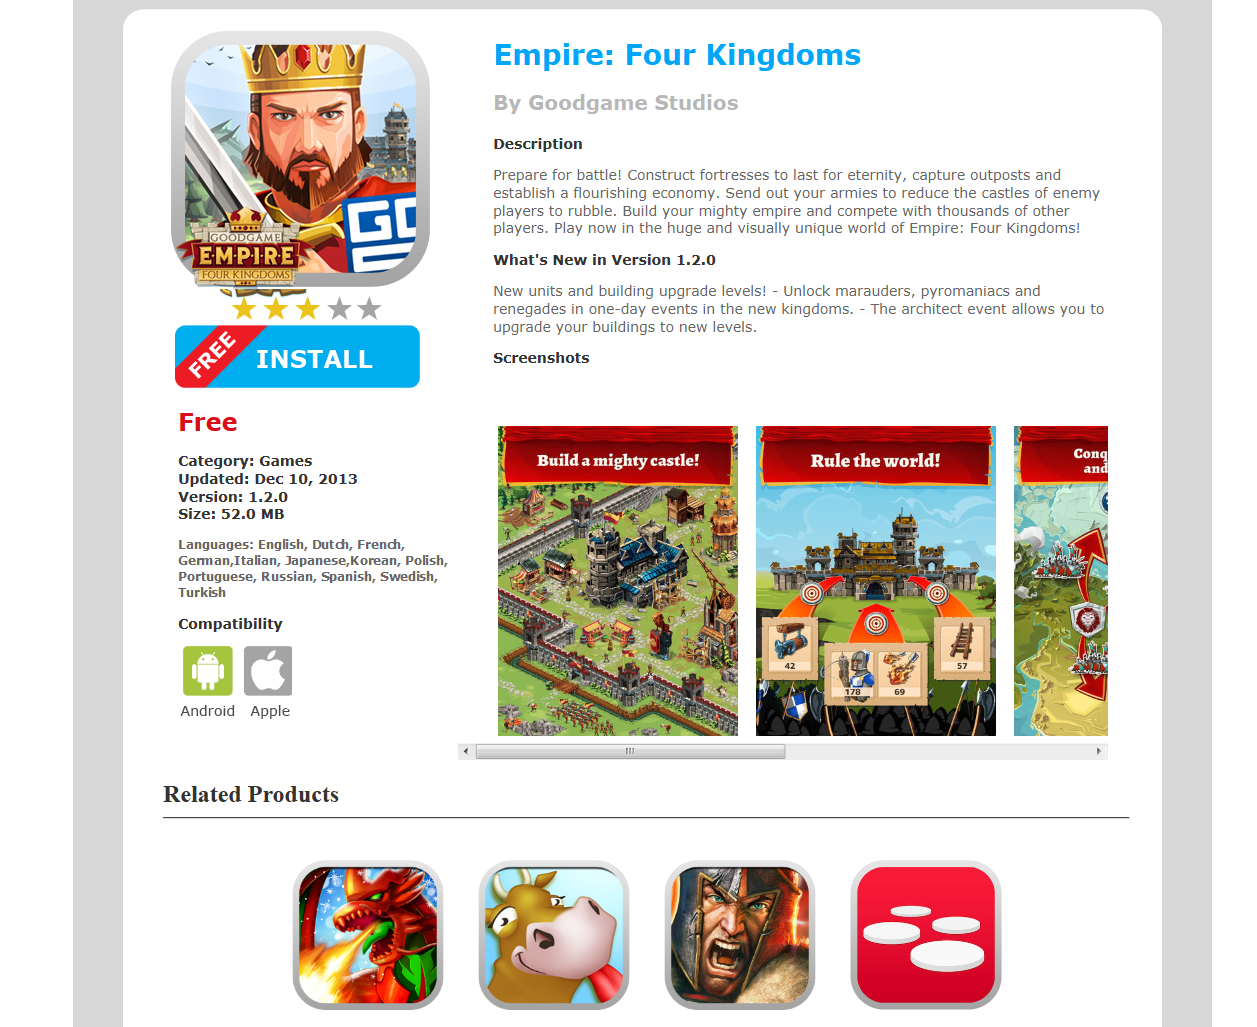 Empire: Four Kingdoms
By Goodgame Studios
Description
Prepare for battle! Construct fortresses to last for eternity, capture outposts and
establish a flourishing economy. Send out your armies to reduce the castles of enemy
players to rubble. Build your mighty empire and compete with thousands of other
players. Play now in the huge and visually unique world of Empire: Four Kingdoms!
What's New in Version 1.2.0
New units and building upgrade levels! - Unlock marauders, pyromaniacs and
renegades in one-day events in the new kingdoms. - The architect event allows you to
upgrade your buildings to new levels.
Screenshots
GOODGAME
EMPIRE
FOUR KINGDOMS
FREE
INSTALL
Free
Category: Games
Updated: Dec 10, 2013
Version: 1.2.0
Size: 52.0 MB
Languages: English, Dutch, French,
German,Italian, Japanese,Korean, Polish,
Portuguese, Russian, Spanish, Swedish,
Turkish
Compatibility
Android Apple
Build a mighty castle!
Rule the world!
42
178
69
57
and
Related Products